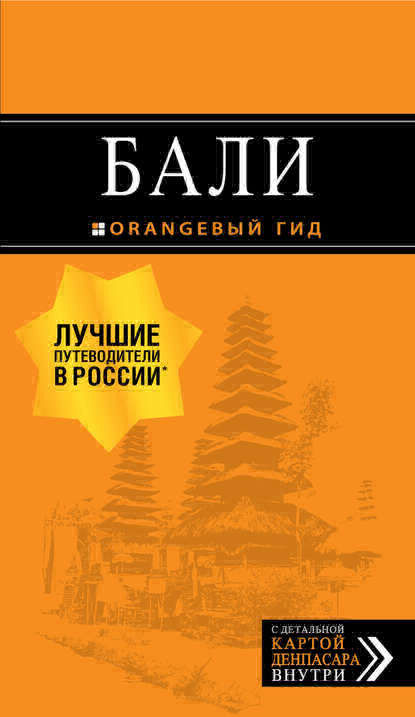 БАЛИ
ORANGEВЫЙ ГИД
ЛУЧШИЕ
ПУТЕВОДИТЕЛИ
В РОССИИ*
С ДЕТАЛЬНОЙ
КАРТОЙ
ДЕНПАСАРА
ВНУТРИ